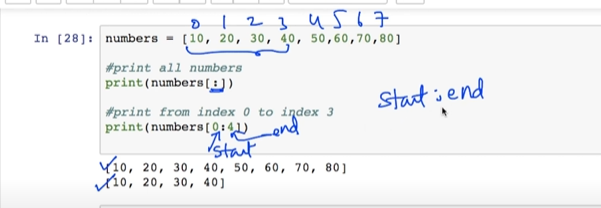 0 1 2 3 4 5 6 7
In [28]: numbers = [10, 20, 30, 40, 50,60,70,80]
#print all numbers
print(numbers[:])
start : end
#print from index 0 to index 3
print(numbers[0:4])
end
start
[10, 20, 30, 40, 50, 60, 70, 80]
[10, 20, 30, 40]